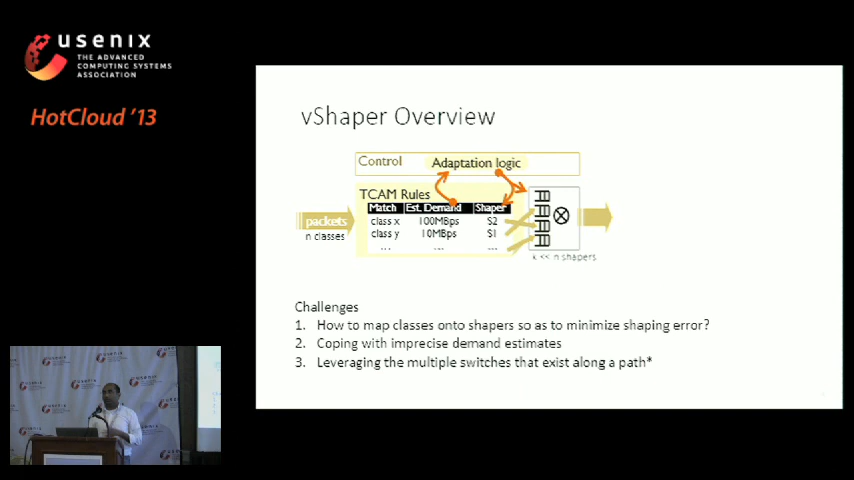 usenix
THE ADVANCED
COMPUTING SYSTEMS
ASSOCIATION
HotCloud '13
vShaper Overview
Control
Adaptation logic
TCAM Rules
Match Est. Demand Shaper
packets
class x 100MBps S2
n classes
class y 10MBps S1
... ... ...
k << n shapers
Challenges
1. How to map classes onto shapers so as to minimize shaping error?
2. Coping with imprecise demand estimates
3. Leveraging the multiple switches that exist along a path*
usenix